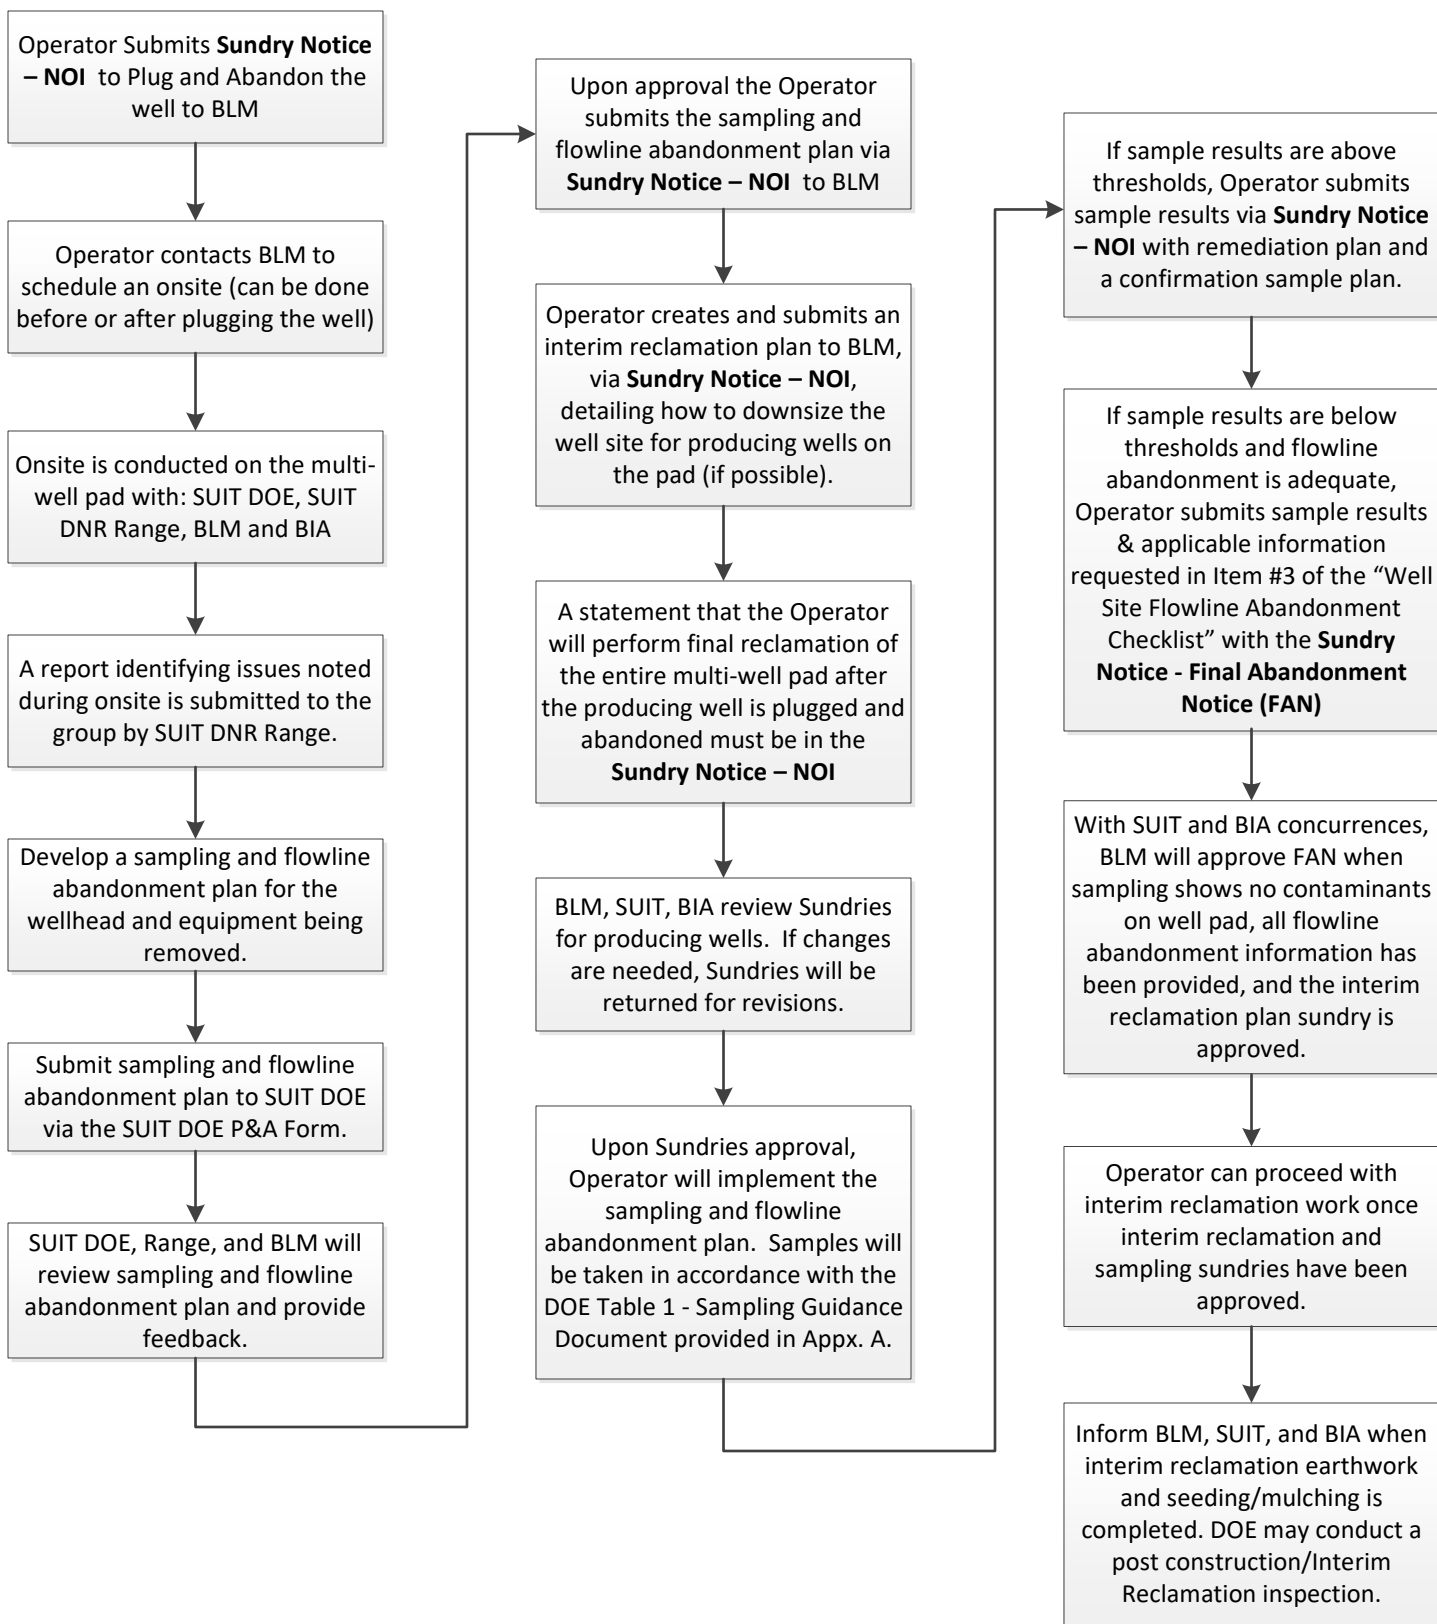 Operator Submits Sundry Notice
– NOI to Plug and Abandon the
well to BLM
Operator contacts BLM to
schedule an onsite (can be done
before or after plugging the well)
Onsite is conducted on the multi-
well pad with: SUIT DOE, SUIT
DNR Range, BLM and BIA
A report identifying issues noted
during onsite is submitted to the
group by SUIT DNR Range.
Develop a sampling and flowline
abandonment plan for the
wellhead and equipment being
removed.
Submit sampling and flowline
abandonment plan to SUIT DOE
via the SUIT DOE P&A Form.
SUIT DOE, Range, and BLM will
review sampling and flowline
abandonment plan and provide
feedback.
Upon approval the Operator
submits the sampling and
flowline abandonment plan via
Sundry Notice – NOI to BLM
Operator creates and submits an
interim reclamation plan to BLM,
via Sundry Notice – NOI,
detailing how to downsize the
well site for producing wells on
the pad (if possible).
A statement that the Operator
will perform final reclamation of
the entire multi-well pad after
the producing well is plugged and
abandoned must be in the
Sundry Notice – NOI
BLM, SUIT, BIA review Sundries
for producing wells. If changes
are needed, Sundries will be
returned for revisions.
Upon Sundries approval,
Operator will implement the
sampling and flowline
abandonment plan. Samples will
be taken in accordance with the
DOE Table 1 - Sampling Guidance
Document provided in Appx. A.
If sample results are above
thresholds, Operator submits
sample results via Sundry Notice
– NOI with remediation plan and
a confirmation sample plan.
If sample results are below
thresholds and flowline
abandonment is adequate,
Operator submits sample results
& applicable information
requested in Item #3 of the “Well
Site Flowline Abandonment
Checklist” with the Sundry
Notice - Final Abandonment
Notice (FAN)
With SUIT and BIA concurrences,
BLM will approve FAN when
sampling shows no contaminants
on well pad, all flowline
abandonment information has
been provided, and the interim
reclamation plan sundry is
approved.
Operator can proceed with
interim reclamation work once
interim reclamation and
sampling sundries have been
approved.
Inform BLM, SUIT, and BIA when
interim reclamation earthwork
and seeding/mulching is
completed. DOE may conduct a
post construction/Interim
Reclamation inspection.